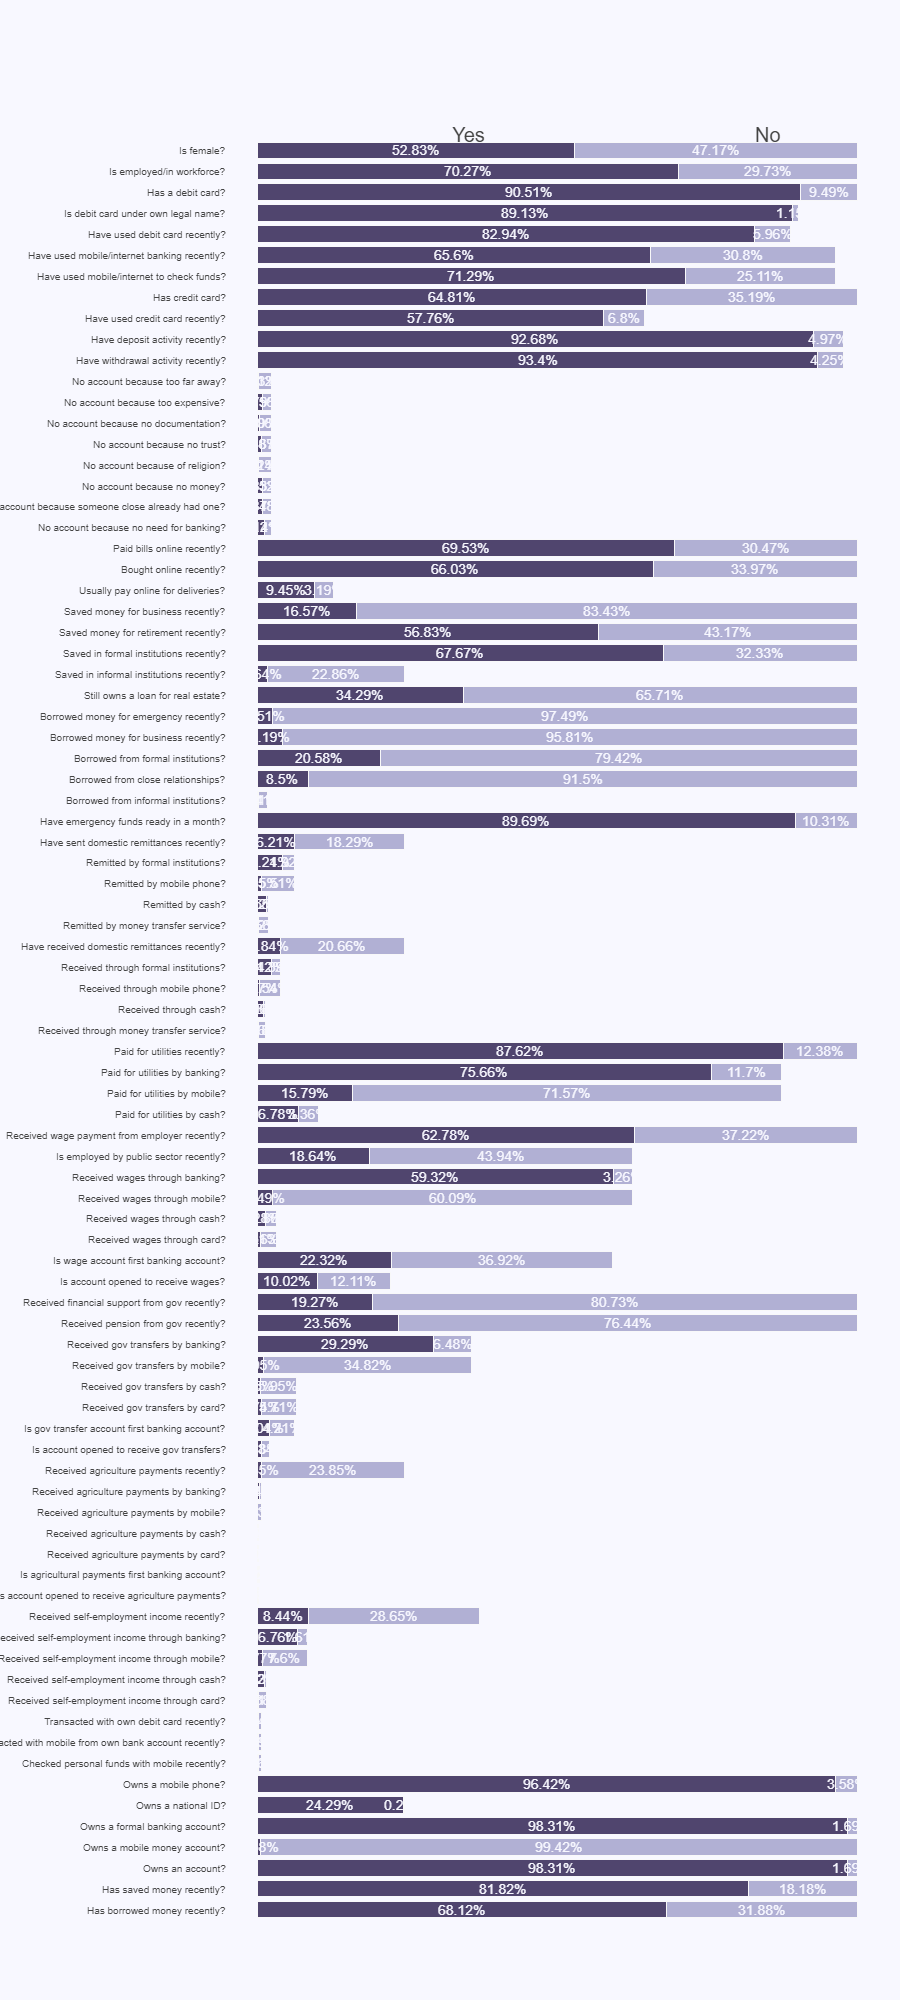 Yes No
Is female? 52.83% 47.17%
Is employed/in workforce? 70.27% 29.73%
Has a debit card? 90.51% 9.49%
Is debit card under own legal name? 89.13%
Have used debit card recently? 82.94% 5.96%
Have used mobile/internet banking recently? 65.6% 30.8%
Have used mobile/internet to check funds? 71.29% 25.11%
Has credit card? 64.81% 35.19%
Have used credit card recently? 57.76% 6.8%
Have deposit activity recently? 92.68% 4.97%
Have withdrawal activity recently? 93.4% 4.25%
No account because too far away?
No account because too expensive?
No account because no documentation?
No account because no trust?
No account because of religion?
No account because no money?
account because someone close already had one?
No account because no need for banking?
Paid bills online recently? 69.53% 30.47%
Bought online recently? 66.03% 33.97%
Usually pay online for deliveries? 9.45%
Saved money for business recently? 16.57% 83.43%
Saved money for retirement recently? 56.83% 43.17%
Saved in formal institutions recently? 67.67% 32.33%
Saved in informal institutions recently? 22.86%
Still owns a loan for real estate? 34.29% 65.71%
Borrowed money for emergency recently? 97.49%
Borrowed money for business recently? 95.81%
Borrowed from formal institutions? 20.58% 79.42%
Borrowed from close relationships? 8.5% 91.5%
Borrowed from informal institutions?
Have emergency funds ready in a month? 89.69% 10.31%
Have sent domestic remittances recently? 6.21% 18.29%
Remitted by formal institutions?
Remitted by mobile phone?
Remitted by cash?
Remitted by money transfer service?
Have received domestic remittances recently? 20.66%
Received through formal institutions?
Received through mobile phone?
Received through cash?
Received through money transfer service?
Paid for utilities recently? 87.62% 12.38%
Paid for utilities by banking? 75.66% 11.7%
Paid for utilities by mobile? 15.79% 71.57%
Paid for utilities by cash? 6.78%
Received wage payment from employer recently? 62.78% 37.22%
Is employed by public sector recently? 18.64% 43.94%
Received wages through banking? 59.32%
Received wages through mobile? 60.09%
Received wages through cash?
Received wages through card?
Is wage account first banking account? 22.32% 36.92%
Is account opened to receive wages? 10.02% 12.11%
Received financial support from gov recently? 19.27% 80.73%
Received pension from gov recently? 23.56% 76.44%
Received gov transfers by banking? 29.29% 6.48%
Received gov transfers by mobile? 34.82%
Received gov transfers by cash?
Received gov transfers by card?
Is gov transfer account first banking account?
Is account opened to receive gov transfers?
Received agriculture payments recently? 23.85%
Received agriculture payments by banking?
Received agriculture payments by mobile?
Received agriculture payments by cash?
Received agriculture payments by card?
Is agricultural payments first banking account?
account opened to receive agriculture payments?
Received self-employment income recently? 8.44% 28.65%
self-employment income through banking? 6.76%
Received self-employment income through mobile?
Received self-employment income through cash?
Received self-employment income through card?
Transacted with own debit card recently?
with mobile from own bank account recently?
Checked personal funds with mobile recently?
Owns a mobile phone? 96.42% 3.58%
Owns a national ID? 24.29%
Owns a formal banking account? 98.31%
Owns a mobile money account? 99.42%
Owns an account? 98.31%
Has saved money recently? 81.82% 18.18%
Has borrowed money recently? 68.12% 31.88%